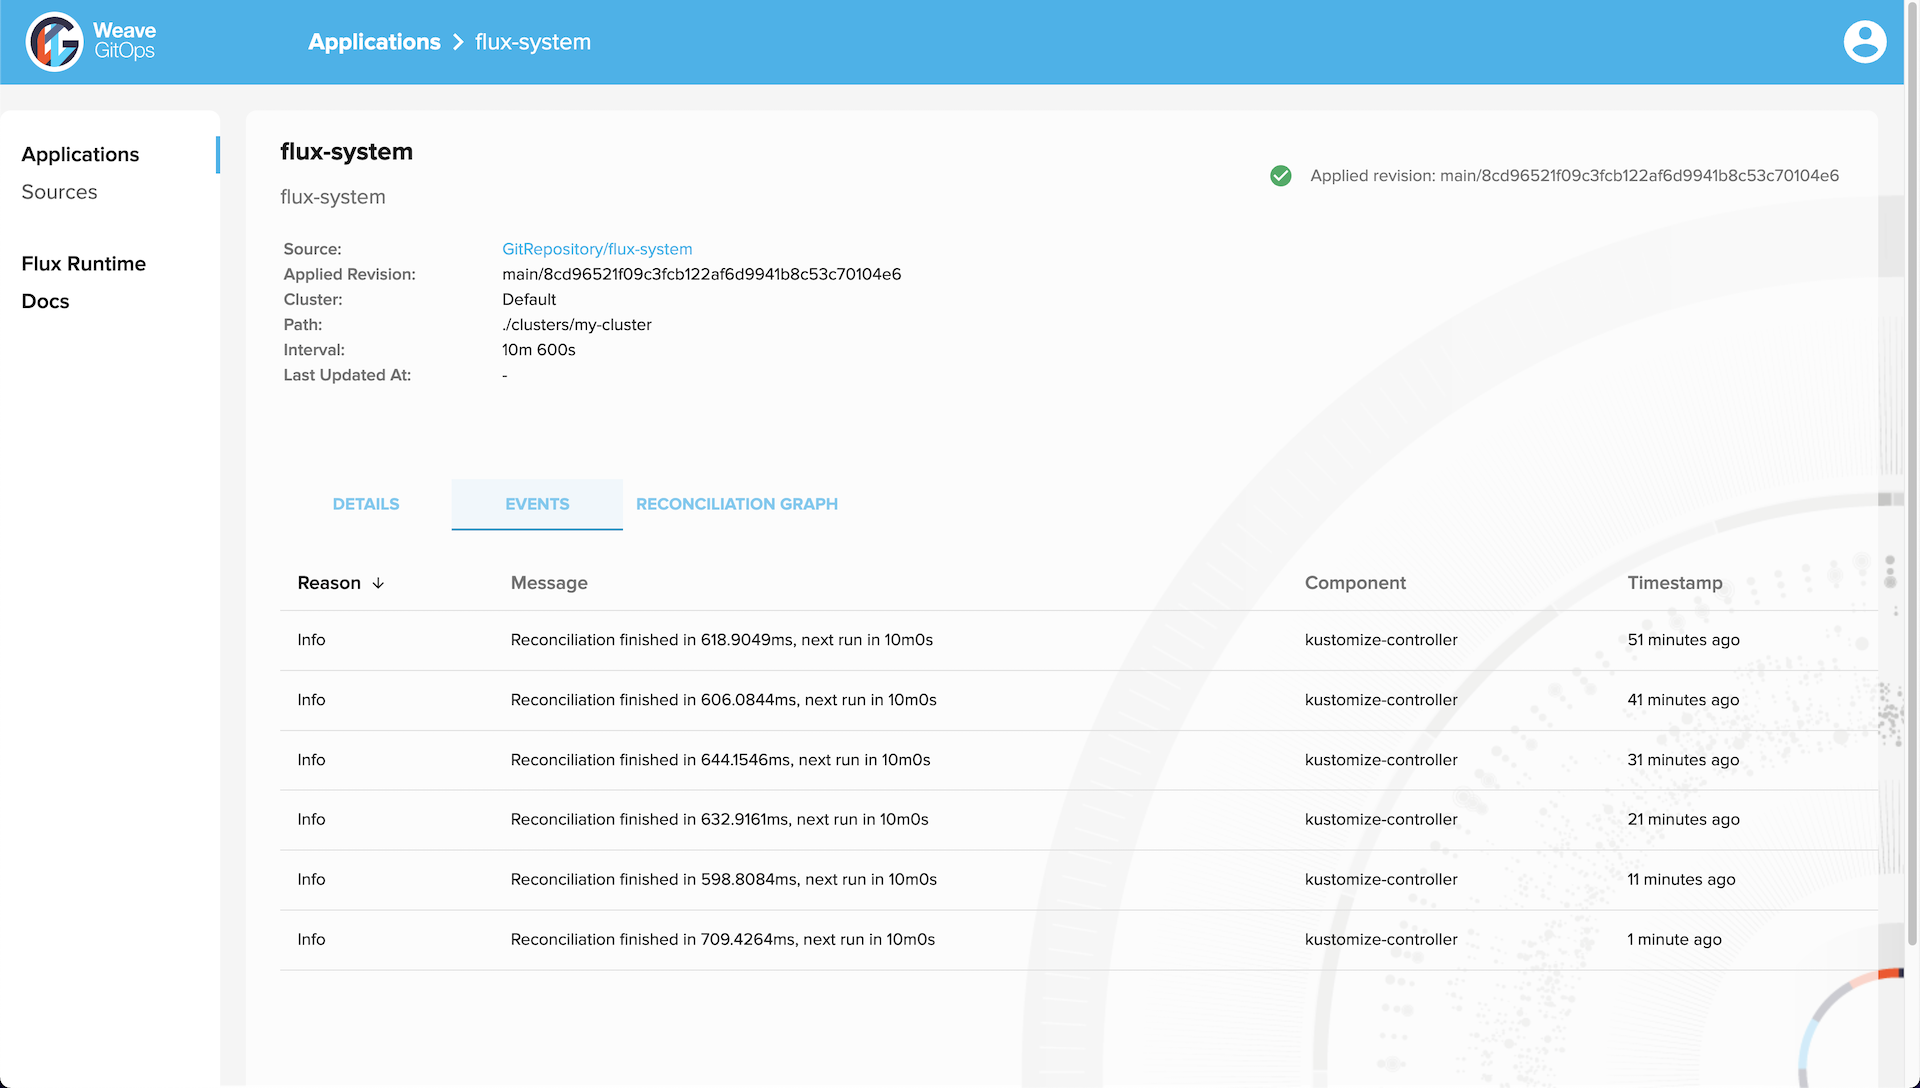 Weave
GitOps
Applications > flux-system
Applications
Sources
Flux Runtime
Docs
flux-system
flux-system
Applied revision: main/8cd96521f09c3fcb122af6d9941b8c53c70104e6
Source: GitRepository/flux-system
Applied Revision: main/8cd96521f09c3fcb122af6d9941b8c53c70104e6
Cluster: Default
Path: ./clusters/my-cluster
Interval: 10m 600s
Last Updated At: -
DETAILS EVENTS RECONCILIATION GRAPH
Reason Message Component Timestamp
Info Reconciliation finished in 618.9049ms, next run in 10m0s kustomize-controller 51 minutes ago
Info Reconciliation finished in 606.0844ms, next run in 10m0s kustomize-controller 41 minutes ago
Info Reconciliation finished in 644.1546ms, next run in 10m0s kustomize-controller 31 minutes ago
Info Reconciliation finished in 632.9161ms, next run in 10m0s kustomize-controller 21 minutes ago
Info Reconciliation finished in 598.8084ms, next run in 10m0s kustomize-controller 11 minutes ago
Info Reconciliation finished in 709.4264ms, next run in 10m0s kustomize-controller 1 minute ago